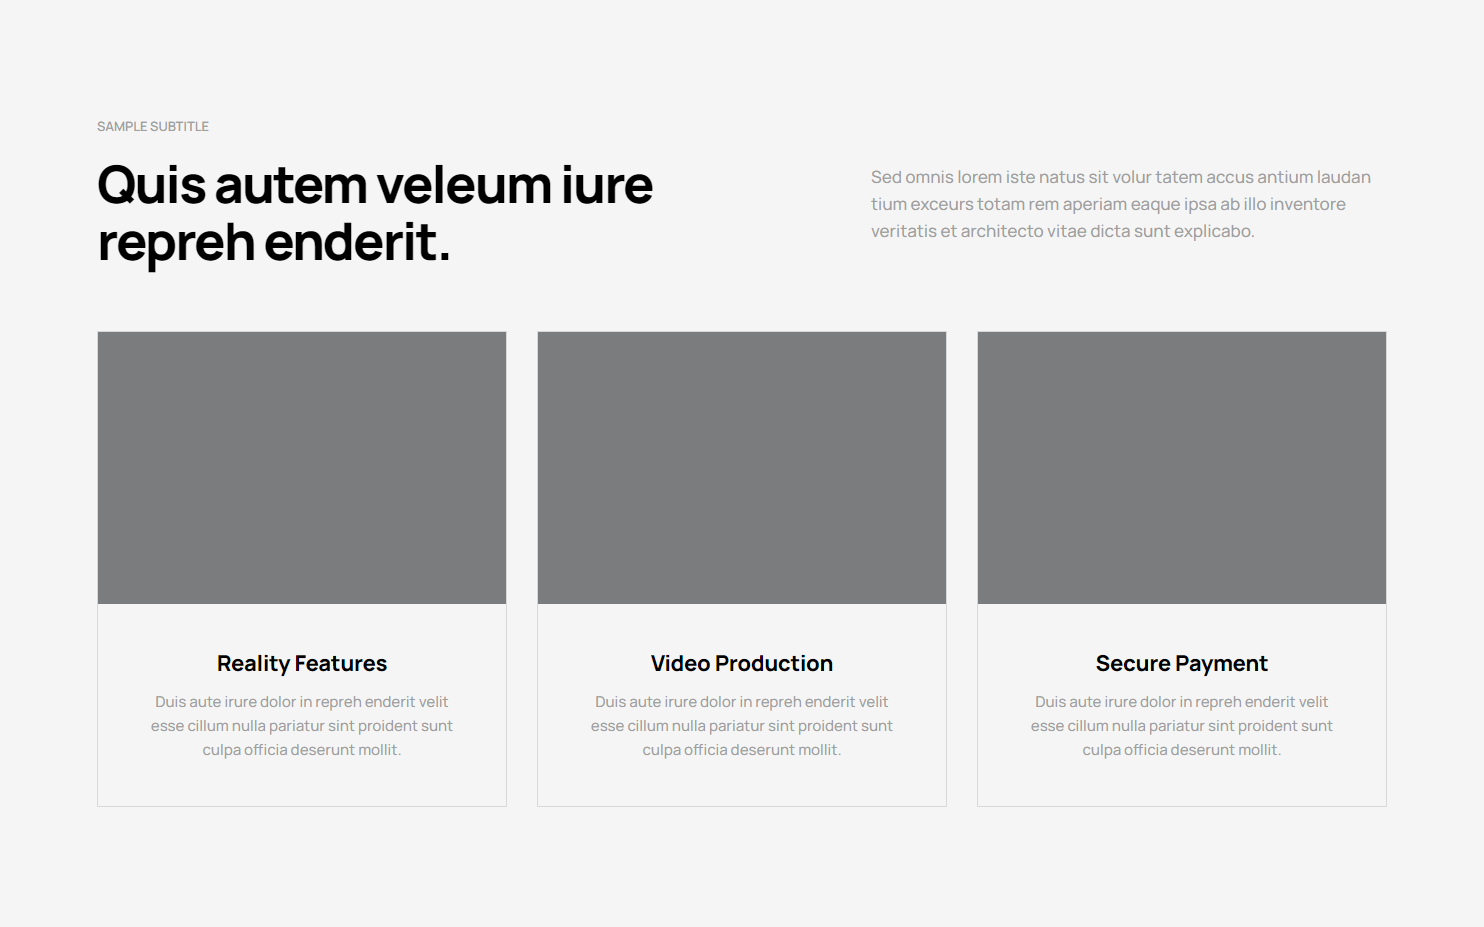 SAMPLE SUBTITLE
Quis autem veleum iure
repreh enderit.
Sed omnis lorem iste natus sit volur tatem accus antium laudan
tium exceurs totam rem aperiam eaque ipsa ab illo inventore
veritatis et architecto vitae dicta sunt explicabo.
Reality Features
Duis aute irure dolor in repreh enderit velit
esse cillum nulla pariatur sint proident sunt
culpa officia deserunt mollit.
Video Production
Duis aute irure dolor in repreh enderit velit
esse cillum nulla pariatur sint proident sunt
culpa officia deserunt mollit.
Secure Payment
Duis aute irure dolor in repreh enderit velit
esse cillum nulla pariatur sint proident sunt
culpa officia deserunt mollit.